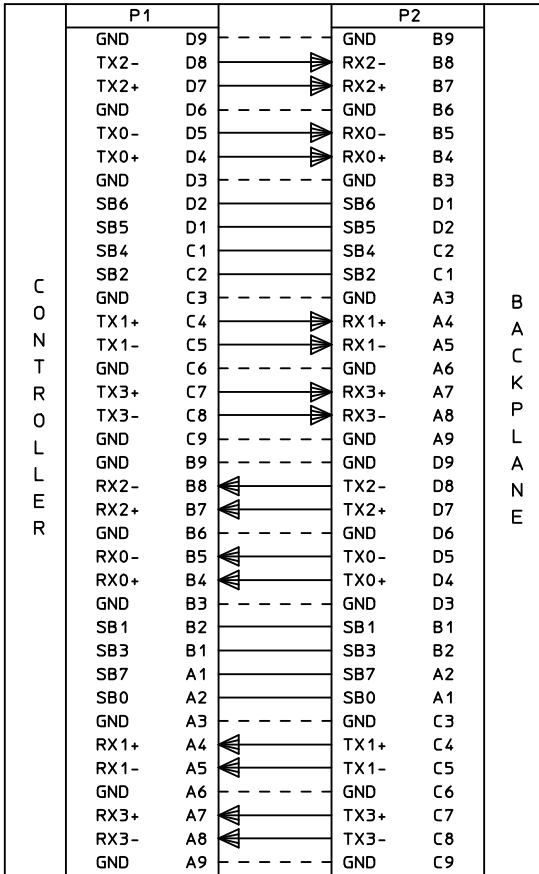 P1 P2
GND D9 GND B9
TX2- D8 RX2- B8
TX2+ D7 RX2+ B7
GND D6 GND B6
TX0- D5 RX0- B5
TX0+ D4 RX0+ B4
GND D3 GND B3
SB6 D2 SB6 D1
SB5 D1 SB5 D2
SB4 C1 SB4 C2
SB2 C2 SB2 C1
GND C3 GND A3
TX1+ C4 RX1+ A4
TX1- C5 RX1- A5
GND C6 GND A6
TX3+ C7 RX3+ A7
TX3- C8 RX3- A8
GND C9 GND A9
GND B9 GND D9
RX2- B8 TX2- D8
RX2+ B7 TX2+ D7
GND B6 GND D6
RX0- B5 TX0- D5
RX0+ B4 TX0+ D4
GND B3 GND D3
SB1 B2 SB1 B1
SB3 B1 SB3 B2
SB7 A1 SB7 A2
SB0 A2 SB0 A1
GND A3 GND C3
RX1+ A4 TX1+ C4
RX1- A5 TX1- C5
GND A6 GND C6
RX3+ A7 TX3+ C7
RX3- A8 TX3- C8
GND A9 GND C9
CONTROLLER
BACKPLANE